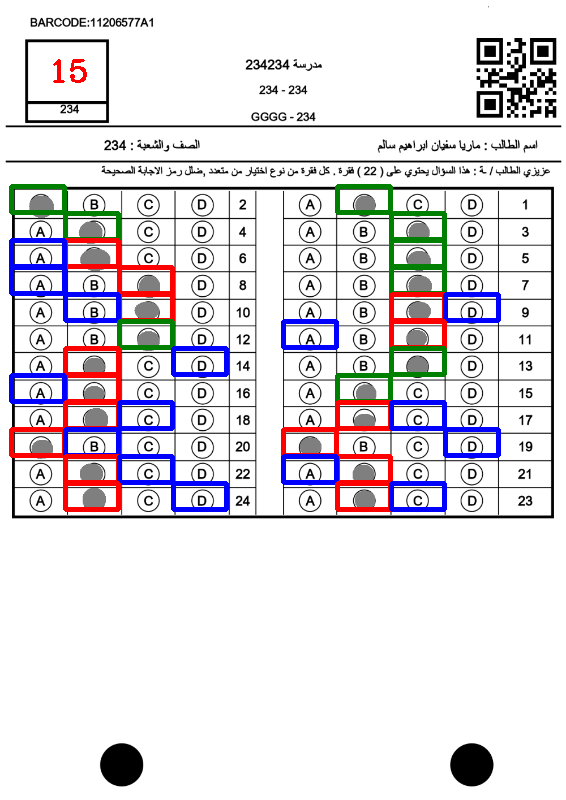 BARCODE:11206577A1
15
234
مدرسة 234234
234 - 234
GGGG - 234
اسم الطالب : ماريا سفيان ابراهيم سالم
الصف والشعبة : 234
عزيزي الطالب / ـة : هذا السؤال يحتوي على ( 22 ) فقرة . كل فقرة من نوع اختيار من متعدد ,ضلل رمز الاجابة الصحيحة
B C D 2 A C D 1
A C D 4 A B D 3
A C D 6 A B D 5
A B D 8 A B D 7
A B D 10 A B D 9
A B D 12 A B D 11
A C D 14 A B D 13
A C D 16 A C D 15
A C D 18 A C D 17
B C D 20 B C D 19
A C D 22 A C D 21
A C D 24 A C D 23